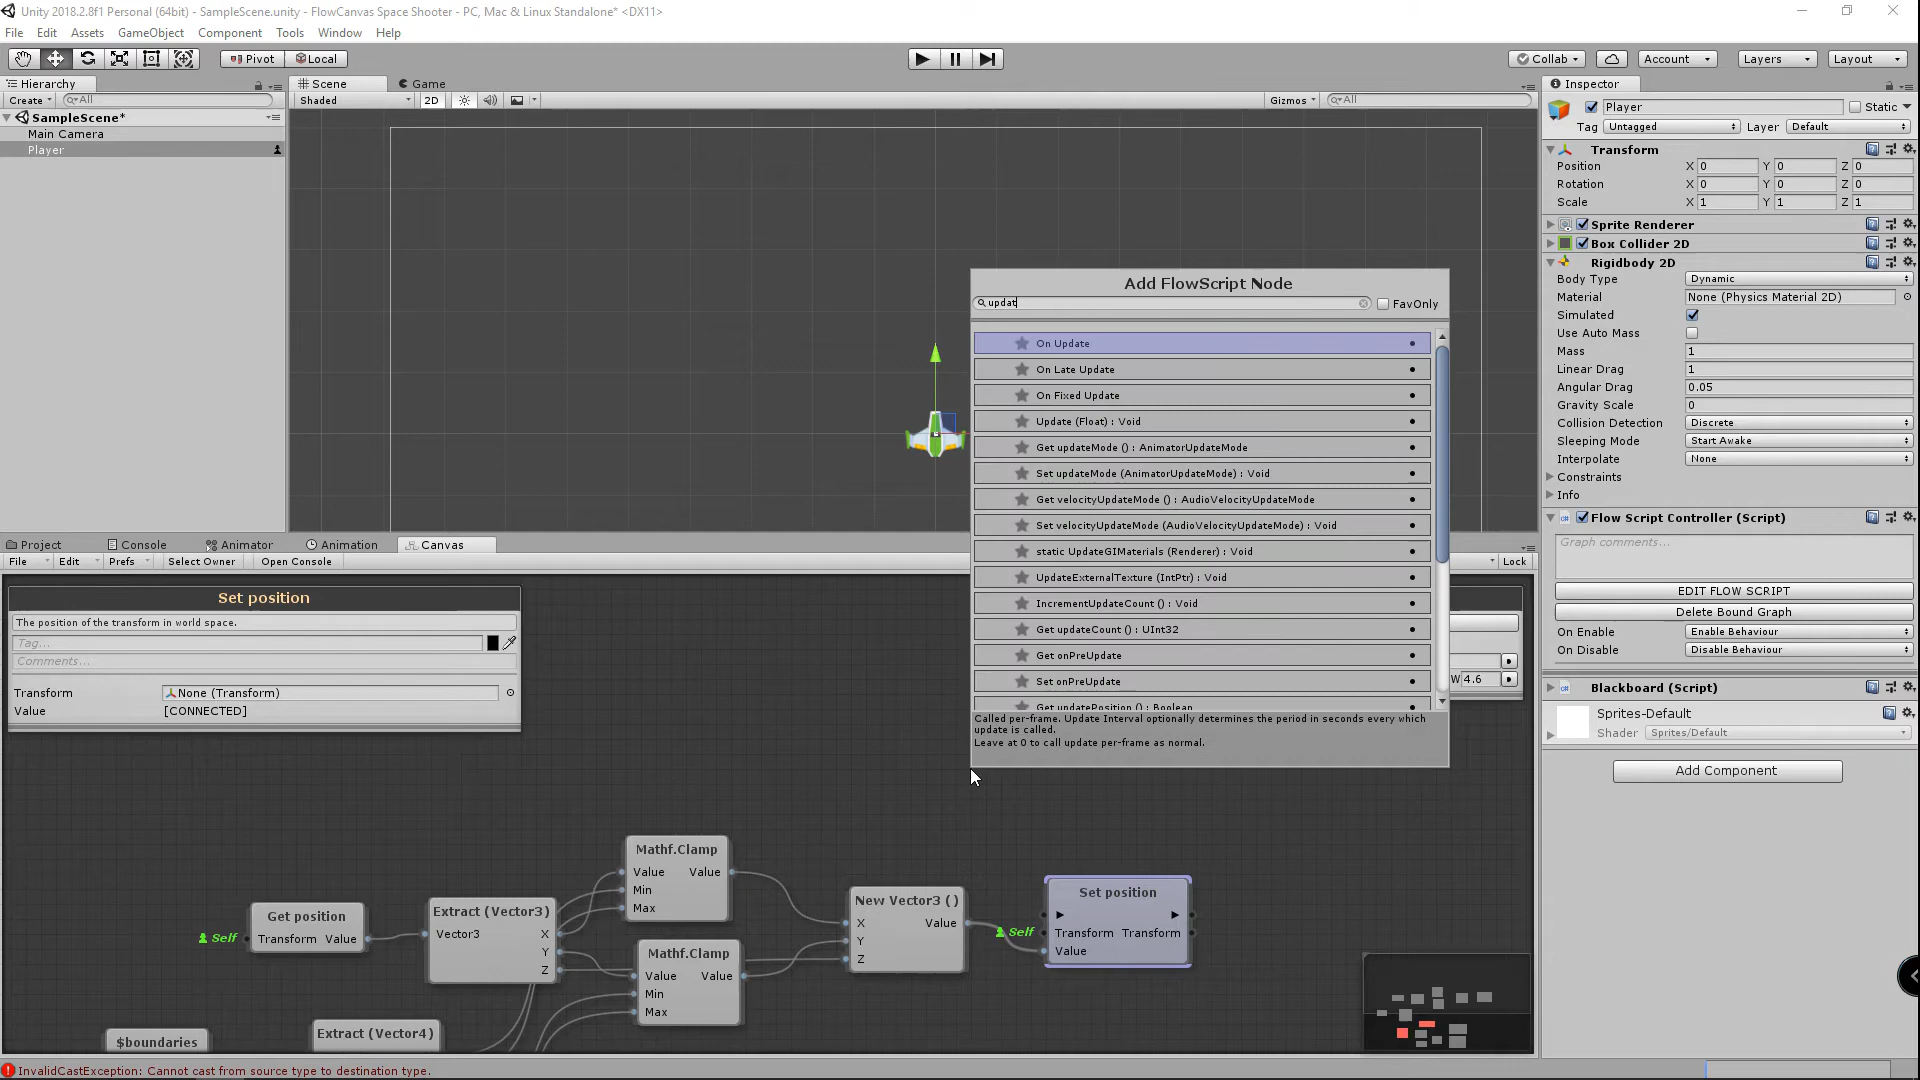 Unity 2018.2.8f1 Personal (64bit) - SampleScene.unity - FlowCanvas Space Shooter - PC, Mac & Linux Standalone* <DX11>
File Edit Assets GameObject Component Tools Window Help
Pivot Local Collab Account Layers Layout
Hierarchy
Create All
SampleScene*
Main Camera
Player
Scene Game
Shaded 2D Gizmos All
Add FlowScript Node
updat FavOnly
On Update
On Late Update
On Fixed Update
Update (Float) : Void
Get updateMode () : AnimatorUpdateMode
Set updateMode (AnimatorUpdateMode) : Void
Get velocityUpdateMode () : AudioVelocityUpdateMode
Set velocityUpdateMode (AudioVelocityUpdateMode) : Void
static UpdateGIMaterials (Renderer) : Void
UpdateExternalTexture (IntPtr) : Void
IncrementUpdateCount () : Void
Get updateCount () : UInt32
Get onPreUpdate
Set onPreUpdate
Get updatePosition () : Boolean
Called per-frame. Update Interval optionally determines the period in seconds every which
update is called.
Leave at 0 to call update per-frame as normal.
Inspector
Player Static
Tag Untagged Layer Default
Transform
Position X 0 Y 0 Z 0
Rotation X 0 Y 0 Z 0
Scale X 1 Y 1 Z 1
Sprite Renderer
Box Collider 2D
Rigidbody 2D
Body Type Dynamic
Material None (Physics Material 2D)
Simulated
Use Auto Mass
Mass 1
Linear Drag 1
Angular Drag 0.05
Gravity Scale 0
Collision Detection Discrete
Sleeping Mode Start Awake
Interpolate None
Constraints
Info
Flow Script Controller (Script)
Graph comments...
EDIT FLOW SCRIPT
Delete Bound Graph
On Enable Enable Behaviour
On Disable Disable Behaviour
Blackboard (Script)
Sprites-Default
Shader Sprites/Default
Add Component
Project Console Animator Animation Canvas
File Edit Prefs Select Owner Open Console Lock
Set position
The position of the transform in world space.
Tag...
Comments...
Transform None (Transform)
Value [CONNECTED]
W 4.6
Self
Get position
Transform Value
Extract (Vector3)
Vector3 X
Y
Z
Mathf.Clamp
Value Value
Min
Max
Mathf.Clamp
Value Value
Min
Max
New Vector3 ()
X Value
Y
Z
Self
Set position
Transform Transform
Value
$boundaries
Extract (Vector4)
InvalidCastException: Cannot cast from source type to destination type.